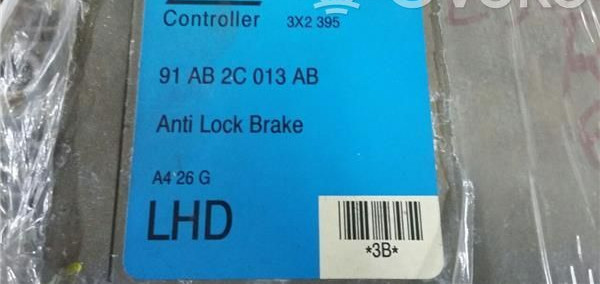 Controller 3X2 395
91 AB 2C 013 AB
Anti Lock Brake
A4 26 G
LHD
*3B*